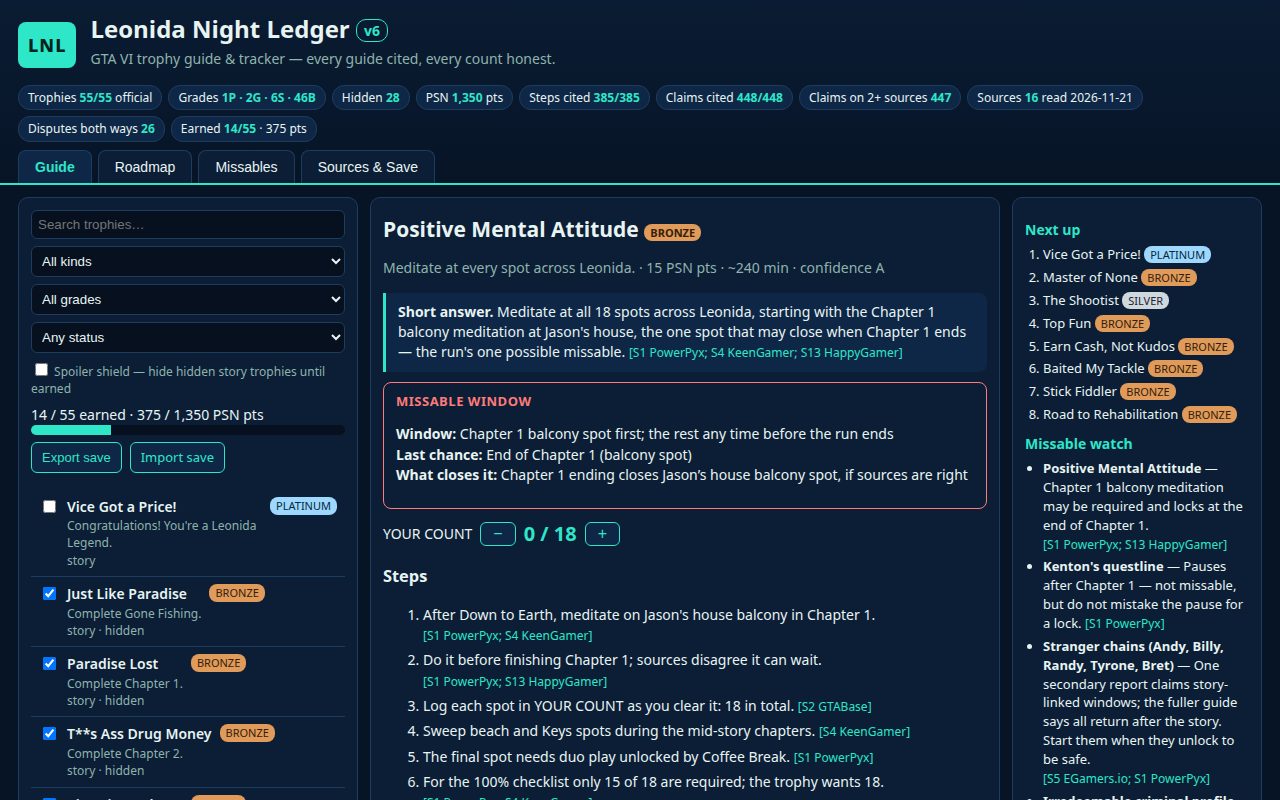 LNL
Leonida Night Ledger v6
GTA VI trophy guide & tracker — every guide cited, every count honest.
Trophies 55/55 official
Grades 1P · 2G · 6S · 46B
Hidden 28
PSN 1,350 pts
Steps cited 385/385
Claims cited 448/448
Claims on 2+ sources 447
Sources 16 read 2026-11-21
Disputes both ways 26
Earned 14/55 · 375 pts
Guide
Roadmap
Missables
Sources & Save
Search trophies…
All kinds
All grades
Any status
Spoiler shield — hide hidden story trophies until
earned
14 / 55 earned · 375 / 1,350 PSN pts
Export save
Import save
Vice Got a Price! PLATINUM
Congratulations! You're a Leonida
Legend.
story
Just Like Paradise BRONZE
Complete Gone Fishing.
story · hidden
Paradise Lost BRONZE
Complete Chapter 1.
story · hidden
T**s Ass Drug Money BRONZE
Complete Chapter 2.
story · hidden
Positive Mental Attitude BRONZE
Meditate at every spot across Leonida. · 15 PSN pts · ~240 min · confidence A
Short answer. Meditate at all 18 spots across Leonida, starting with the Chapter 1
balcony meditation at Jason's house, the one spot that may close when Chapter 1 ends
— the run's one possible missable. [S1 PowerPyx; S4 KeenGamer; S13 HappyGamer]
MISSABLE WINDOW
Window: Chapter 1 balcony spot first; the rest any time before the run ends
Last chance: End of Chapter 1 (balcony spot)
What closes it: Chapter 1 ending closes Jason's house balcony spot, if sources are right
YOUR COUNT − 0 / 18 +
Steps
1. After Down to Earth, meditate on Jason's house balcony in Chapter 1.
[S1 PowerPyx; S4 KeenGamer]
2. Do it before finishing Chapter 1; sources disagree it can wait.
[S1 PowerPyx; S13 HappyGamer]
3. Log each spot in YOUR COUNT as you clear it: 18 in total. [S2 GTABase]
4. Sweep beach and Keys spots during the mid-story chapters. [S4 KeenGamer]
5. The final spot needs duo play unlocked by Coffee Break. [S1 PowerPyx]
6. For the 100% checklist only 15 of 18 are required; the trophy wants 18.
Next up
1. Vice Got a Price! PLATINUM
2. Master of None BRONZE
3. The Shootist SILVER
4. Top Fun BRONZE
5. Earn Cash, Not Kudos BRONZE
6. Baited My Tackle BRONZE
7. Stick Fiddler BRONZE
8. Road to Rehabilitation BRONZE
Missable watch
• Positive Mental Attitude —
Chapter 1 balcony meditation
may be required and locks at the
end of Chapter 1.
[S1 PowerPyx; S13 HappyGamer]
• Kenton's questline — Pauses
after Chapter 1 — not missable,
but do not mistake the pause for
a lock. [S1 PowerPyx]
• Stranger chains (Andy, Billy,
Randy, Tyrone, Bret) — One
secondary report claims story-
linked windows; the fuller guide
says all return after the story.
Start them when they unlock to
be safe.
[S5 EGamers.io; S1 PowerPyx]